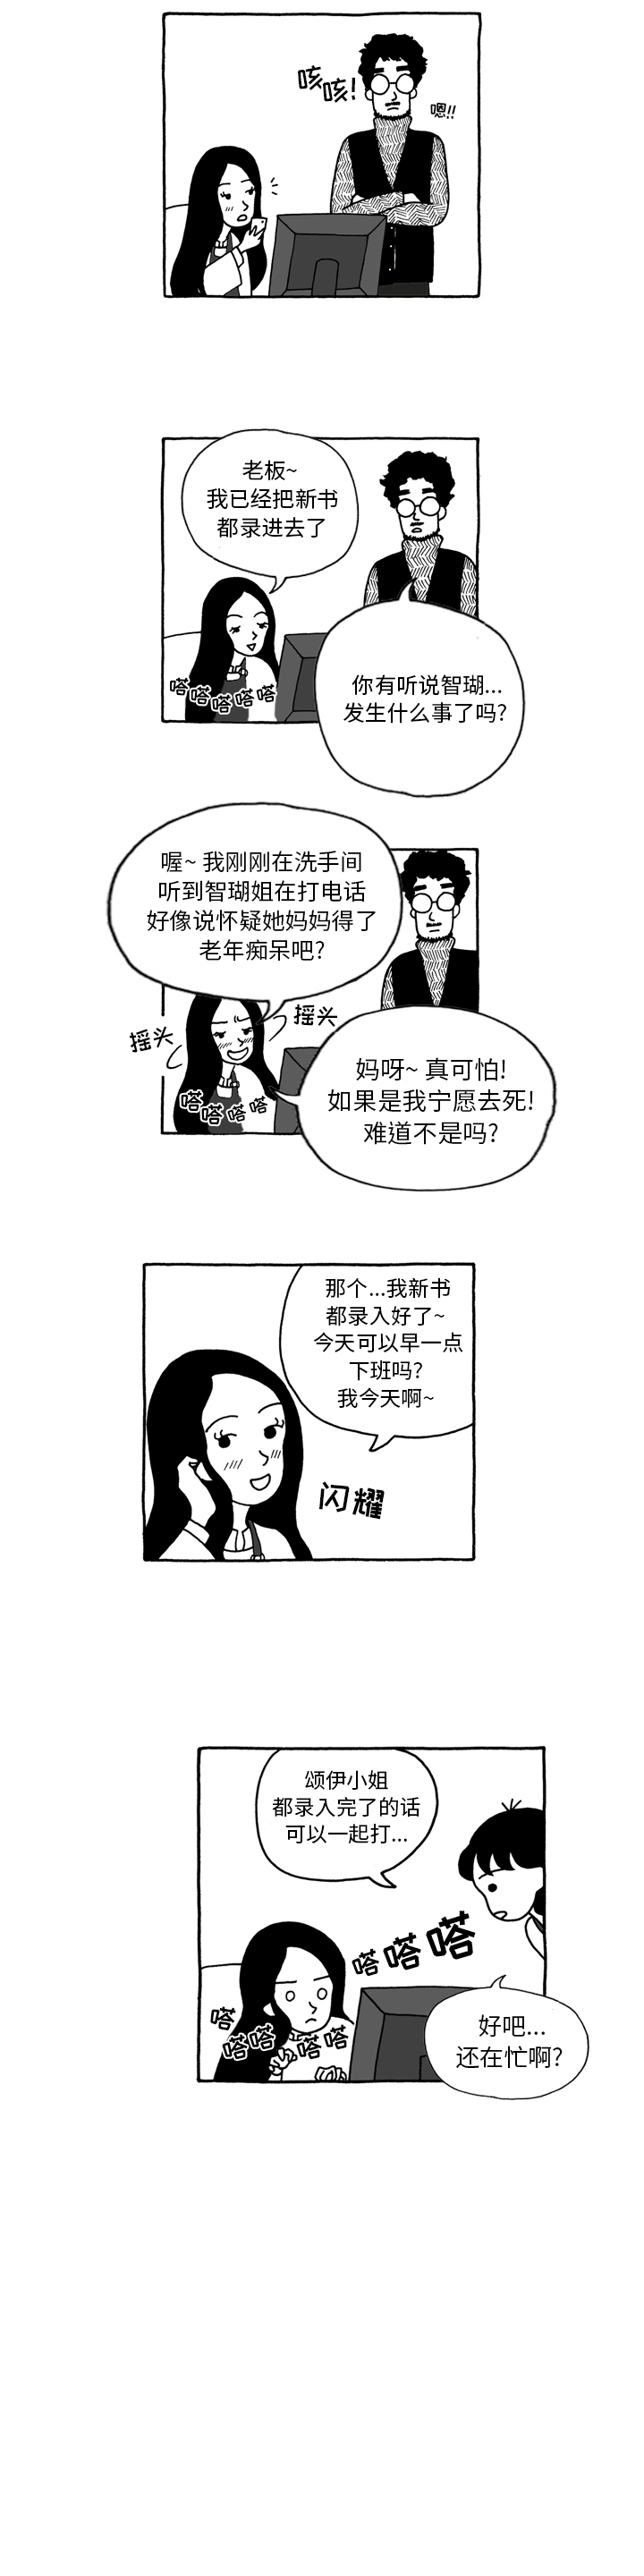 咳咳!
嗯!!
老板~
我已经把新书
都录进去了
嗒嗒嗒嗒嗒
你有听说智瑚...
发生什么事了吗?
喔~ 我刚刚在洗手间
听到智瑚姐在打电话
好像说怀疑她妈妈得了
老年痴呆吧?
摇头
摇头
嗒嗒嗒嗒
妈呀~ 真可怕!
如果是我宁愿去死!
难道不是吗?
那个...我新书
都录入好了~
今天可以早一点
下班吗?
我今天啊~
闪耀
颂伊小姐
都录入完了的话
可以一起打...
嗒嗒嗒
嗒嗒嗒嗒嗒
好吧...
还在忙啊?